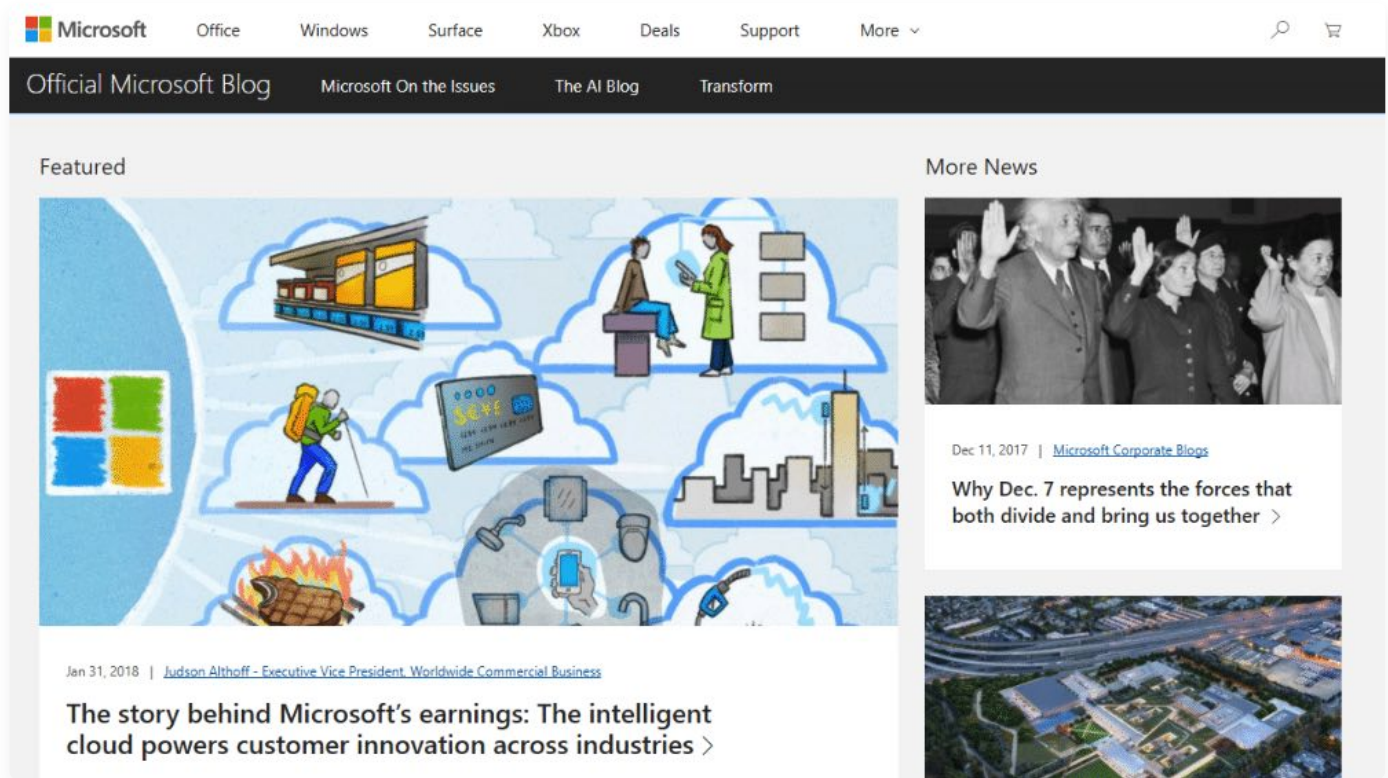 Microsoft Office Windows Surface Xbox Deals Support More
Official Microsoft Blog Microsoft On the Issues The AI Blog Transform
Featured
Jan 31, 2018 | Judson Althoff - Executive Vice President, Worldwide Commercial Business
The story behind Microsoft's earnings: The intelligent
cloud powers customer innovation across industries >
More News
Dec 11, 2017 | Microsoft Corporate Blogs
Why Dec. 7 represents the forces that
both divide and bring us together >